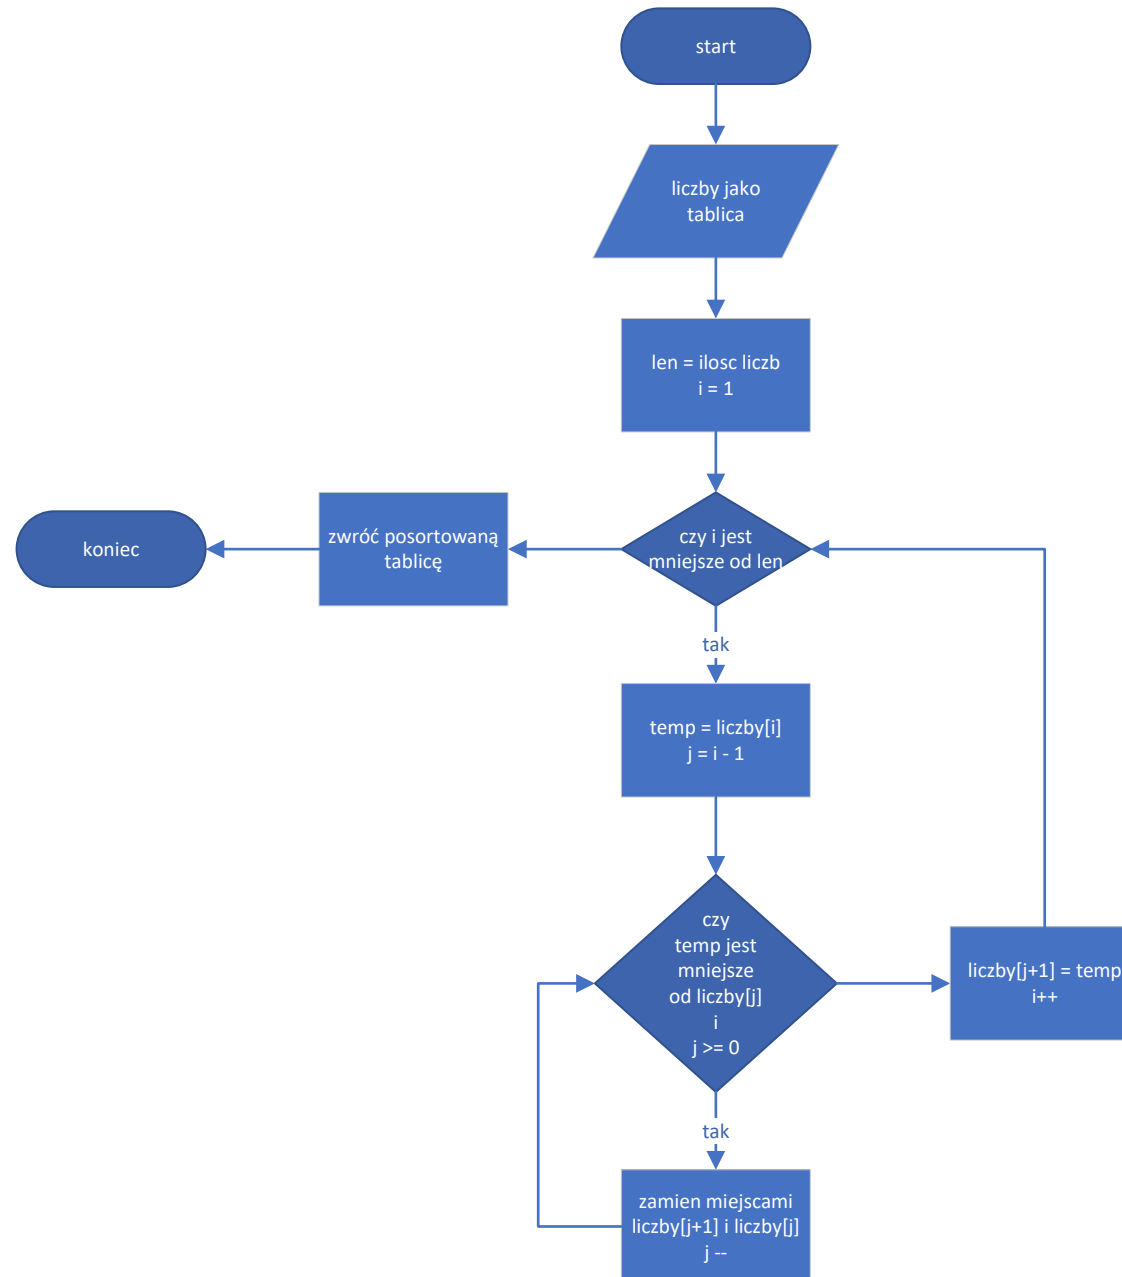 start
liczby jako
tablica
len = ilosc liczb
i = 1
czy i jest
mniejsze od len
zwróć posortowaną
tablicę
koniec
tak
temp = liczby[i]
j = i - 1
czy
temp jest
mniejsze
od liczby[j]
i
j >= 0
liczby[j+1] = temp
i++
tak
zamien miejscami
liczby[j+1] i liczby[j]
j --